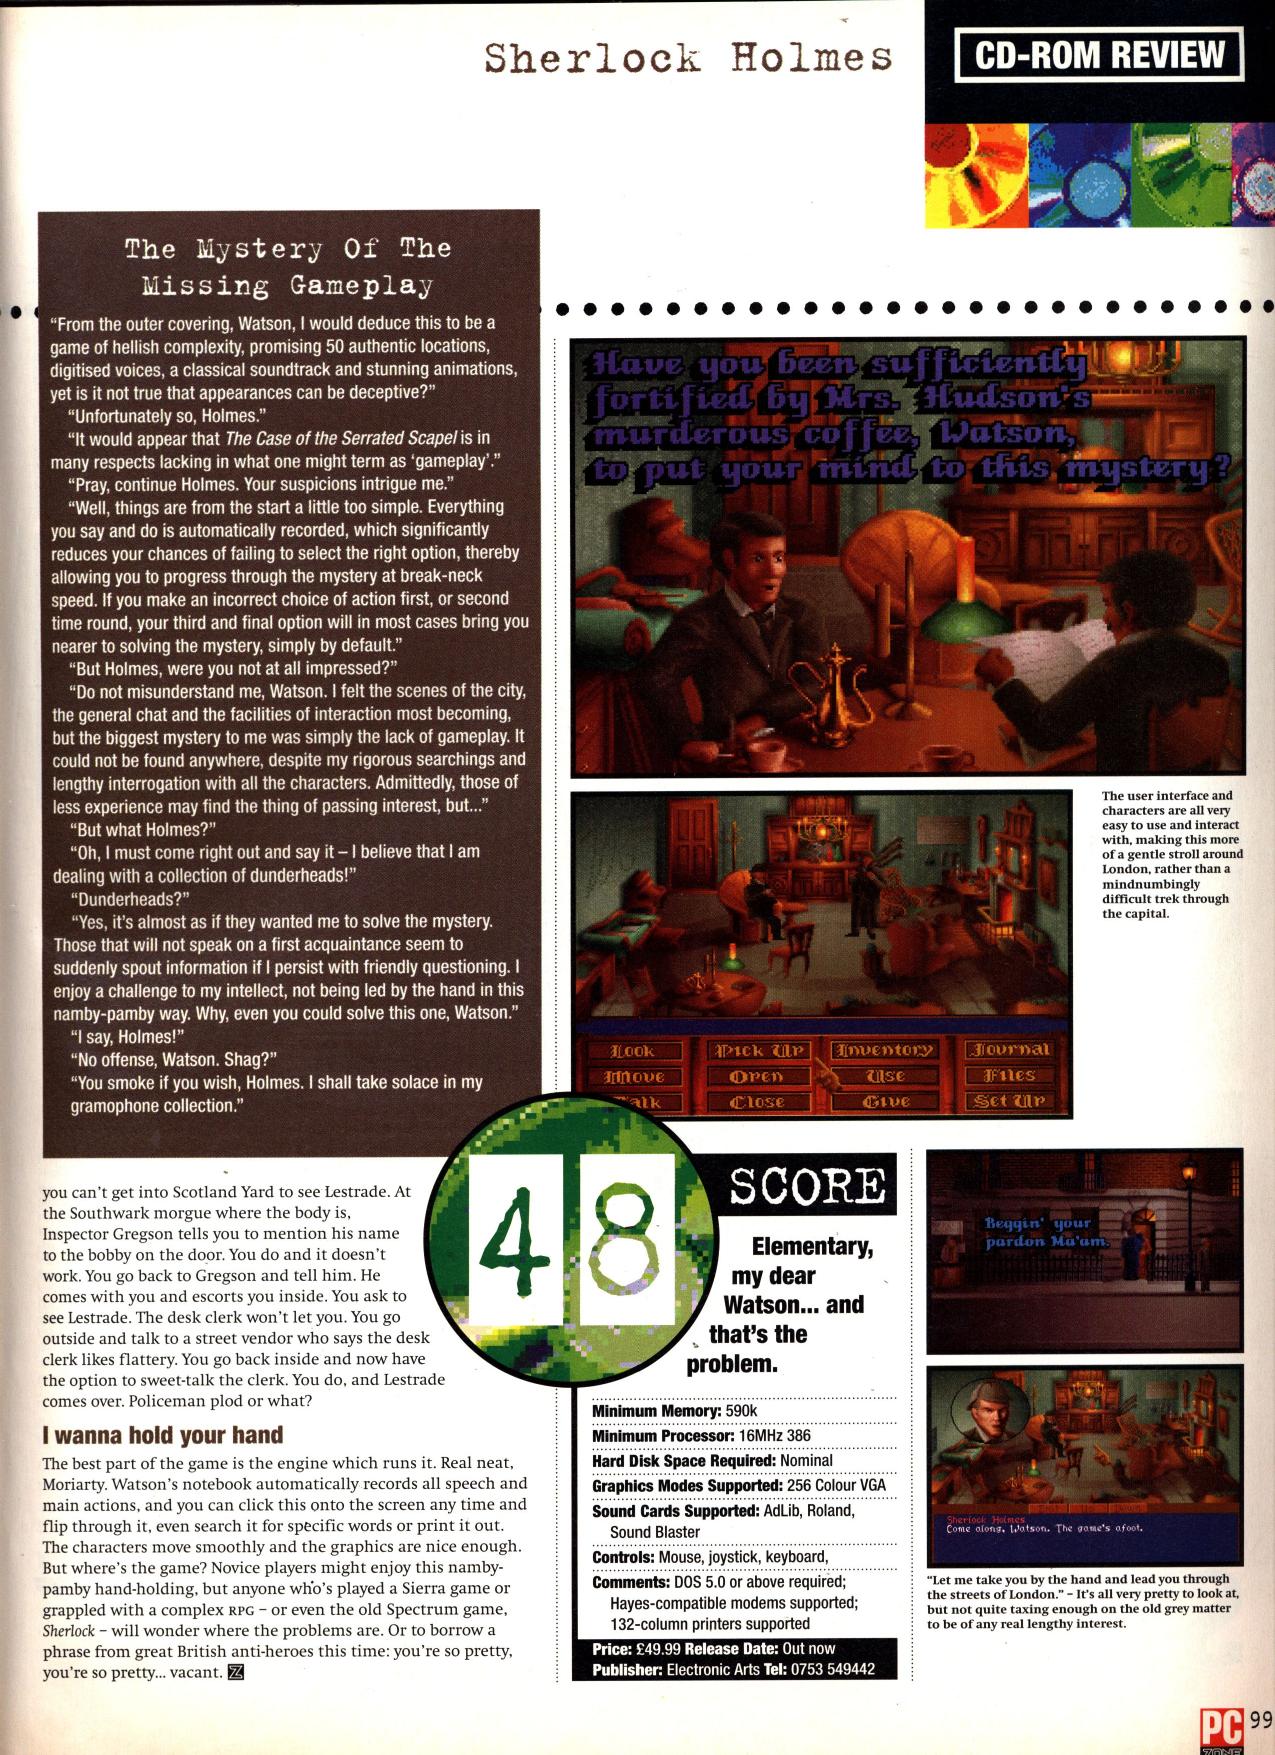 Sherlock Holmes
CD-ROM REVIEW
The Mystery Of The
Missing Gameplay
“From the outer covering, Watson, I would deduce this to be a
game of hellish complexity, promising 50 authentic locations,
digitised voices, a classical soundtrack and stunning animations,
yet is it not true that appearances can be deceptive?”
“Unfortunately so, Holmes.”
“It would appear that The Case of the Serrated Scapel is in
many respects lacking in what one might term as ‘gameplay’.”
“Pray, continue Holmes. Your suspicions intrigue me.”
“Well, things are from the start a little too simple. Everything
you say and do is automatically recorded, which significantly
reduces your chances of failing to select the right option, thereby
allowing you to progress through the mystery at break-neck
speed. If you make an incorrect choice of action first, or second
time round, your third and final option will in most cases bring you
nearer to solving the mystery, simply by default.”
“But Holmes, were you not at all impressed?”
“Do not misunderstand me, Watson. I felt the scenes of the city,
the general chat and the facilities of interaction most becoming,
but the biggest mystery to me was simply the lack of gameplay. It
could not be found anywhere, despite my rigorous searchings and
lengthy interrogation with all the characters. Admittedly, those of
less experience may find the thing of passing interest, but...”
“But what Holmes?”
“Oh, I must come right out and say it – I believe that I am
dealing with a collection of dunderheads!”
“Dunderheads?”
“Yes, it’s almost as if they wanted me to solve the mystery.
Those that will not speak on a first acquaintance seem to
suddenly spout information if I persist with friendly questioning. I
enjoy a challenge to my intellect, not being led by the hand in this
namby-pamby way. Why, even you could solve this one, Watson.”
“I say, Holmes!”
“No offense, Watson. Shag?”
“You smoke if you wish, Holmes. I shall take solace in my
gramophone collection.”
you can’t get into Scotland Yard to see Lestrade. At
the Southwark morgue where the body is,
Inspector Gregson tells you to mention his name
to the bobby on the door. You do and it doesn’t
work. You go back to Gregson and tell him. He
comes with you and escorts you inside. You ask to
see Lestrade. The desk clerk won’t let you. You go
outside and talk to a street vendor who says the desk
clerk likes flattery. You go back inside and now have
the option to sweet-talk the clerk. You do, and Lestrade
comes over. Policeman plod or what?
I wanna hold your hand
The best part of the game is the engine which runs it. Real neat,
Moriarty. Watson’s notebook automatically records all speech and
main actions, and you can click this onto the screen any time and
flip through it, even search it for specific words or print it out.
The characters move smoothly and the graphics are nice enough.
But where’s the game? Novice players might enjoy this namby-
pamby hand-holding, but anyone who’s played a Sierra game or
grappled with a complex RPG – or even the old Spectrum game,
Sherlock – will wonder where the problems are. Or to borrow a
phrase from great British anti-heroes this time: you’re so pretty,
you’re so pretty... vacant. Z
Have you been sufficiently
fortified by Mrs. Hudson's
murderous coffee, Watson,
to put your mind to this mystery?
The user interface and
characters are all very
easy to use and interact
with, making this more
of a gentle stroll around
London, rather than a
mindnumbingly
difficult trek through
the capital.
Look Pick Up Inventory Journal
Move Open Use Files
Talk Close Give Set Up
48
SCORE
Elementary,
my dear
Watson... and
that’s the
problem.
Minimum Memory: 590k
Minimum Processor: 16MHz 386
Hard Disk Space Required: Nominal
Graphics Modes Supported: 256 Colour VGA
Sound Cards Supported: AdLib, Roland,
Sound Blaster
Controls: Mouse, joystick, keyboard,
Comments: DOS 5.0 or above required;
Hayes-compatible modems supported;
132-column printers supported
Price: £49.99 Release Date: Out now
Publisher: Electronic Arts Tel: 0753 549442
Beggin' your
pardon Ma'am.
Sherlock Holmes
Come along, Watson. The game's afoot.
“Let me take you by the hand and lead you through
the streets of London.” – It’s all very pretty to look at,
but not quite taxing enough on the old grey matter
to be of any real lengthy interest.
PC
ZONE
99